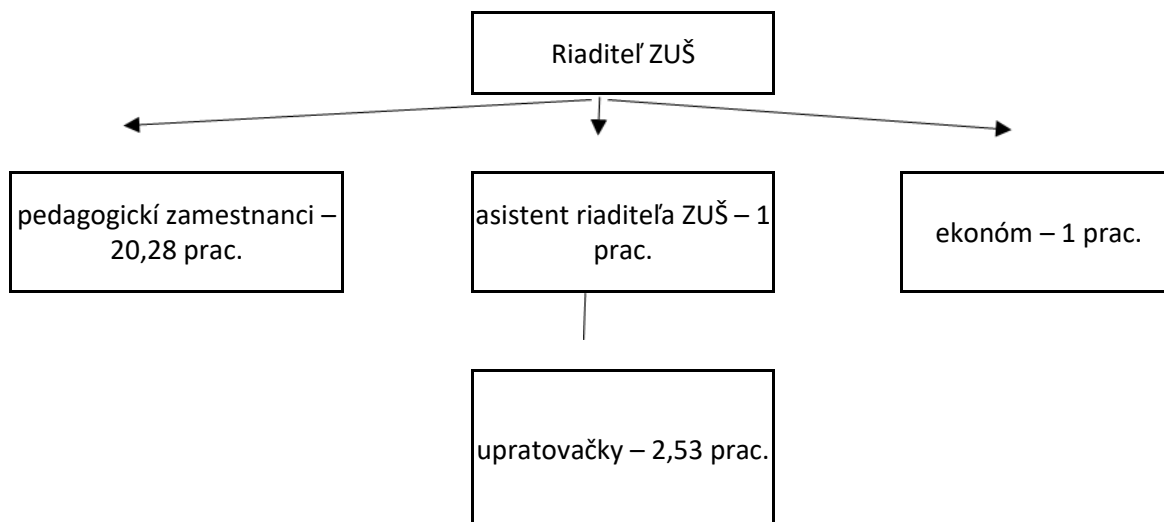 Riaditeľ ZUŠ
pedagogickí zamestnanci –
20,28 prac.
asistent riaditeľa ZUŠ – 1
prac.
ekonóm – 1 prac.
upratovačky – 2,53 prac.